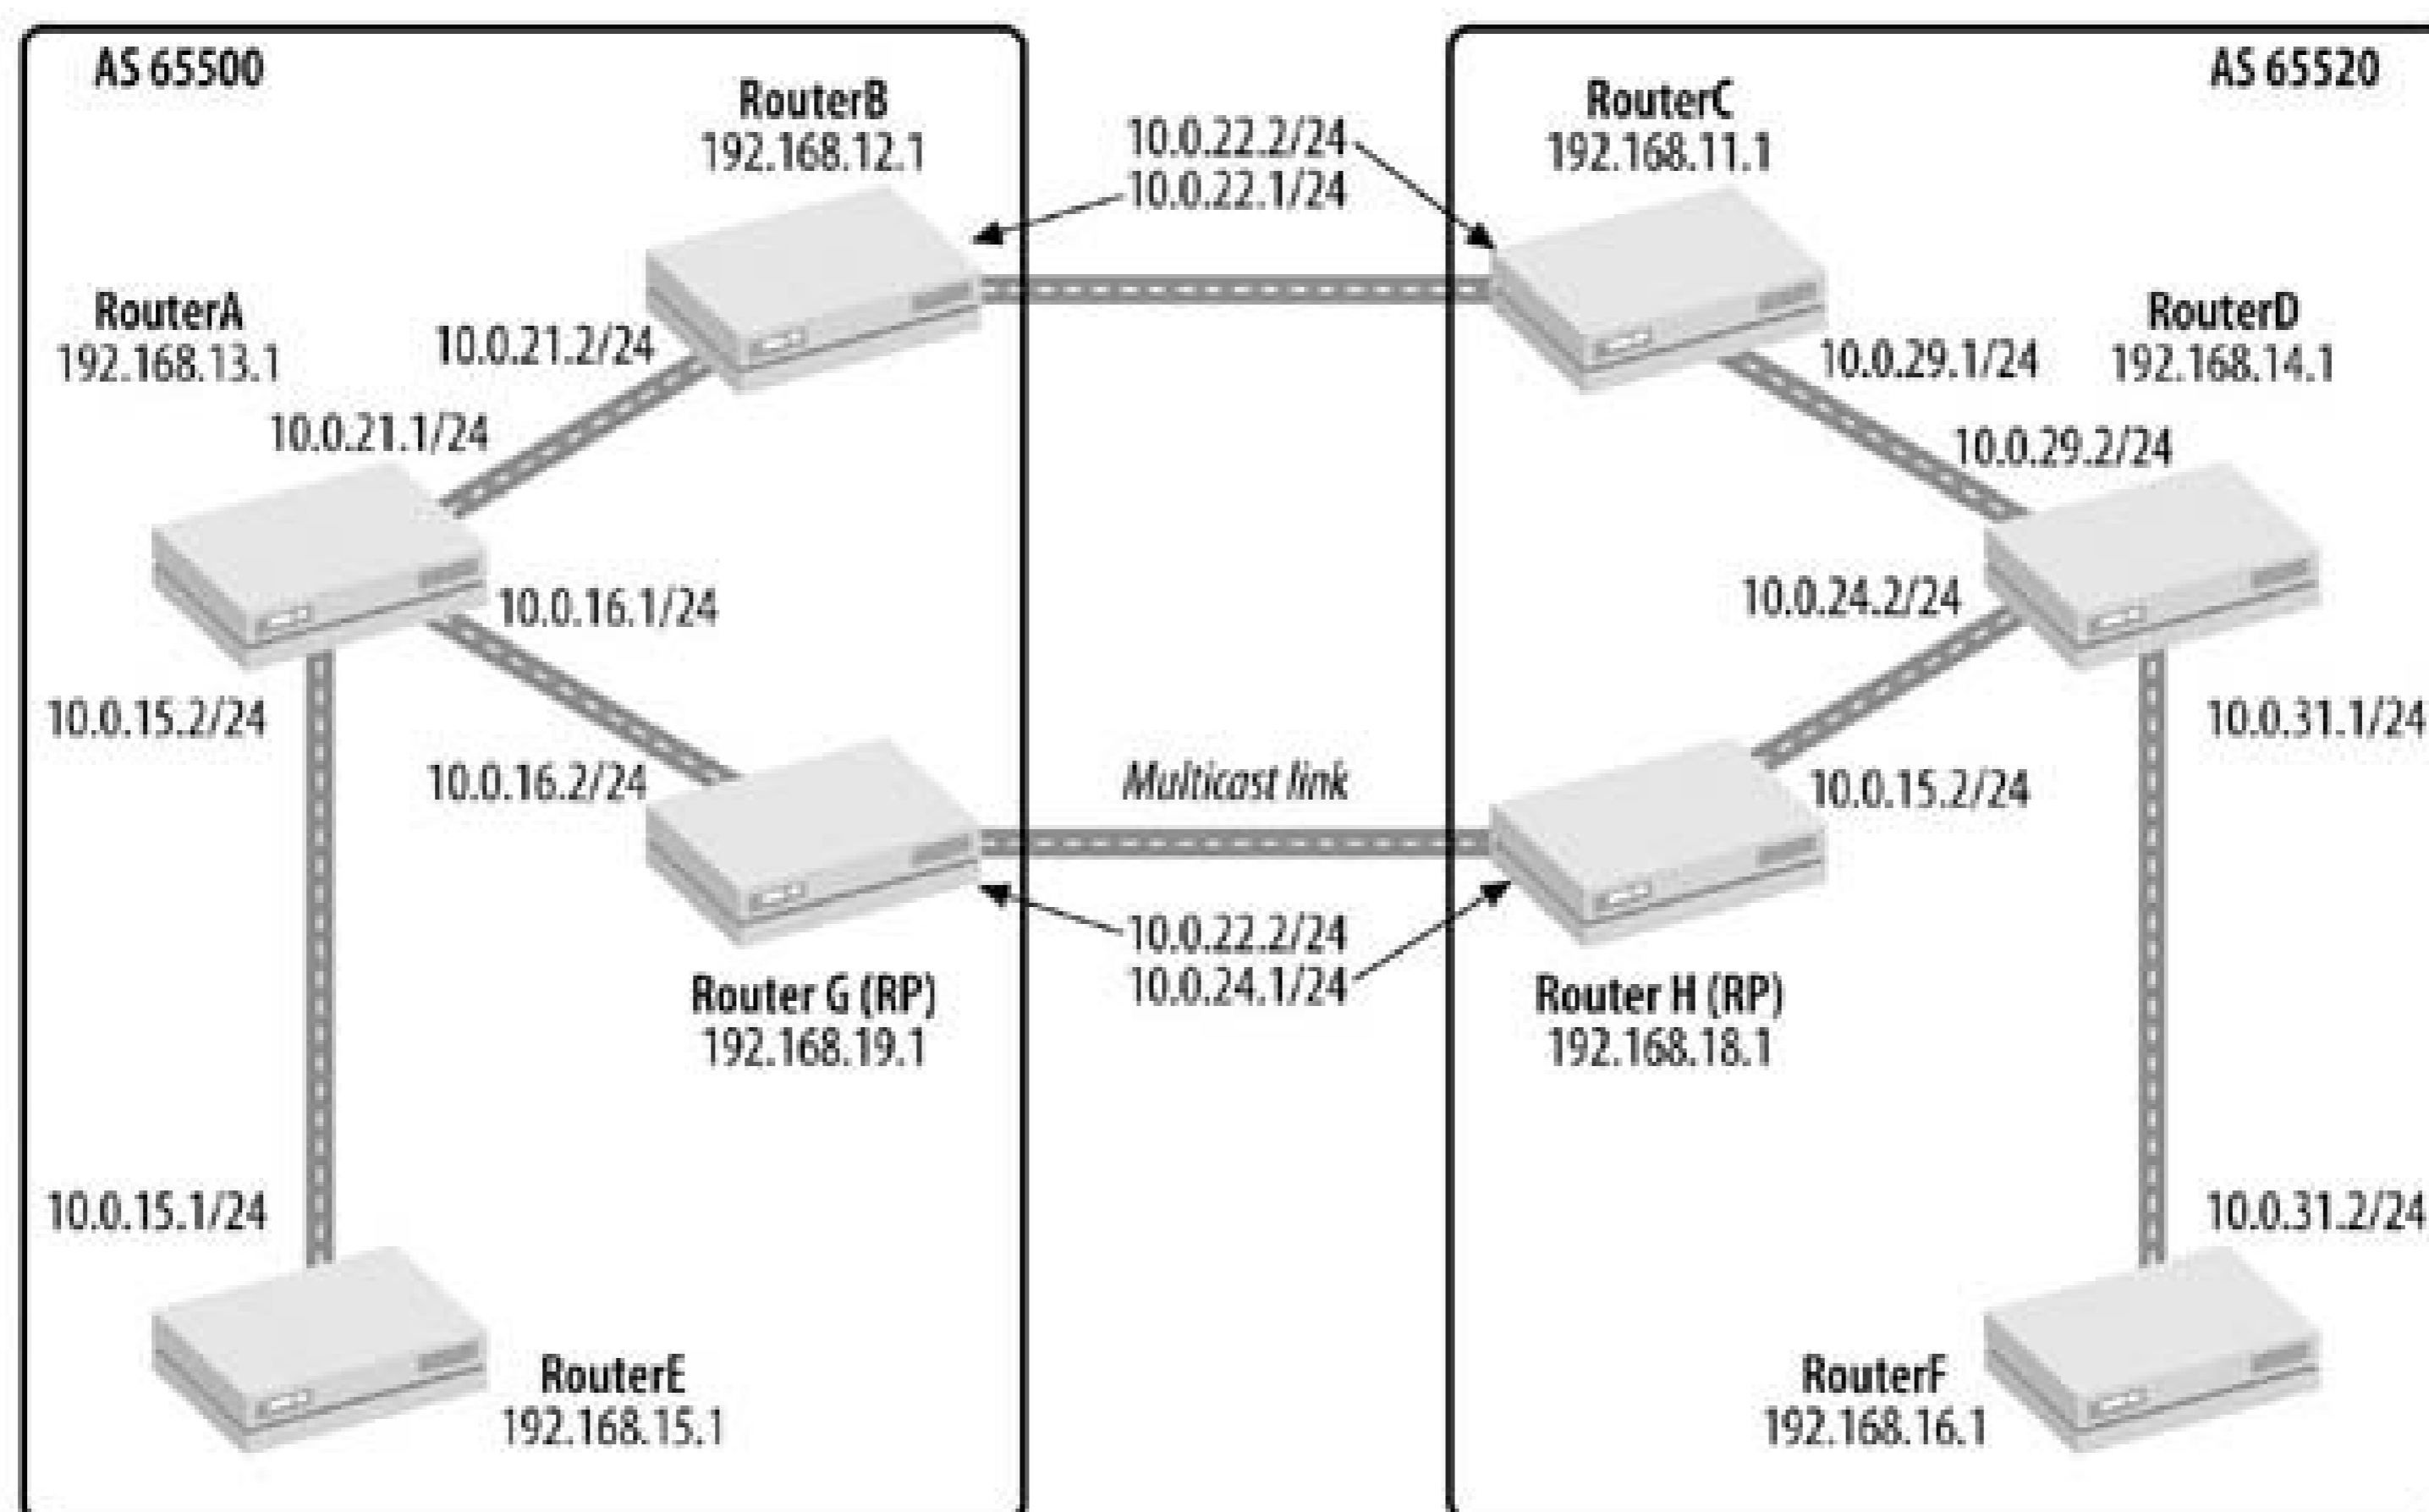 AS 65500
AS 65520
RouterB
192.168.12.1
10.0.22.2/24
10.0.22.1/24
RouterC
192.168.11.1
RouterA
192.168.13.1
10.0.21.2/24
10.0.21.1/24
10.0.29.1/24
RouterD
192.168.14.1
10.0.29.2/24
10.0.16.1/24
10.0.24.2/24
10.0.15.2/24
10.0.16.2/24
Multicast link
10.0.15.2/24
10.0.31.1/24
10.0.22.2/24
10.0.24.1/24
Router G (RP)
192.168.19.1
Router H (RP)
192.168.18.1
10.0.15.1/24
10.0.31.2/24
RouterE
192.168.15.1
RouterF
192.168.16.1